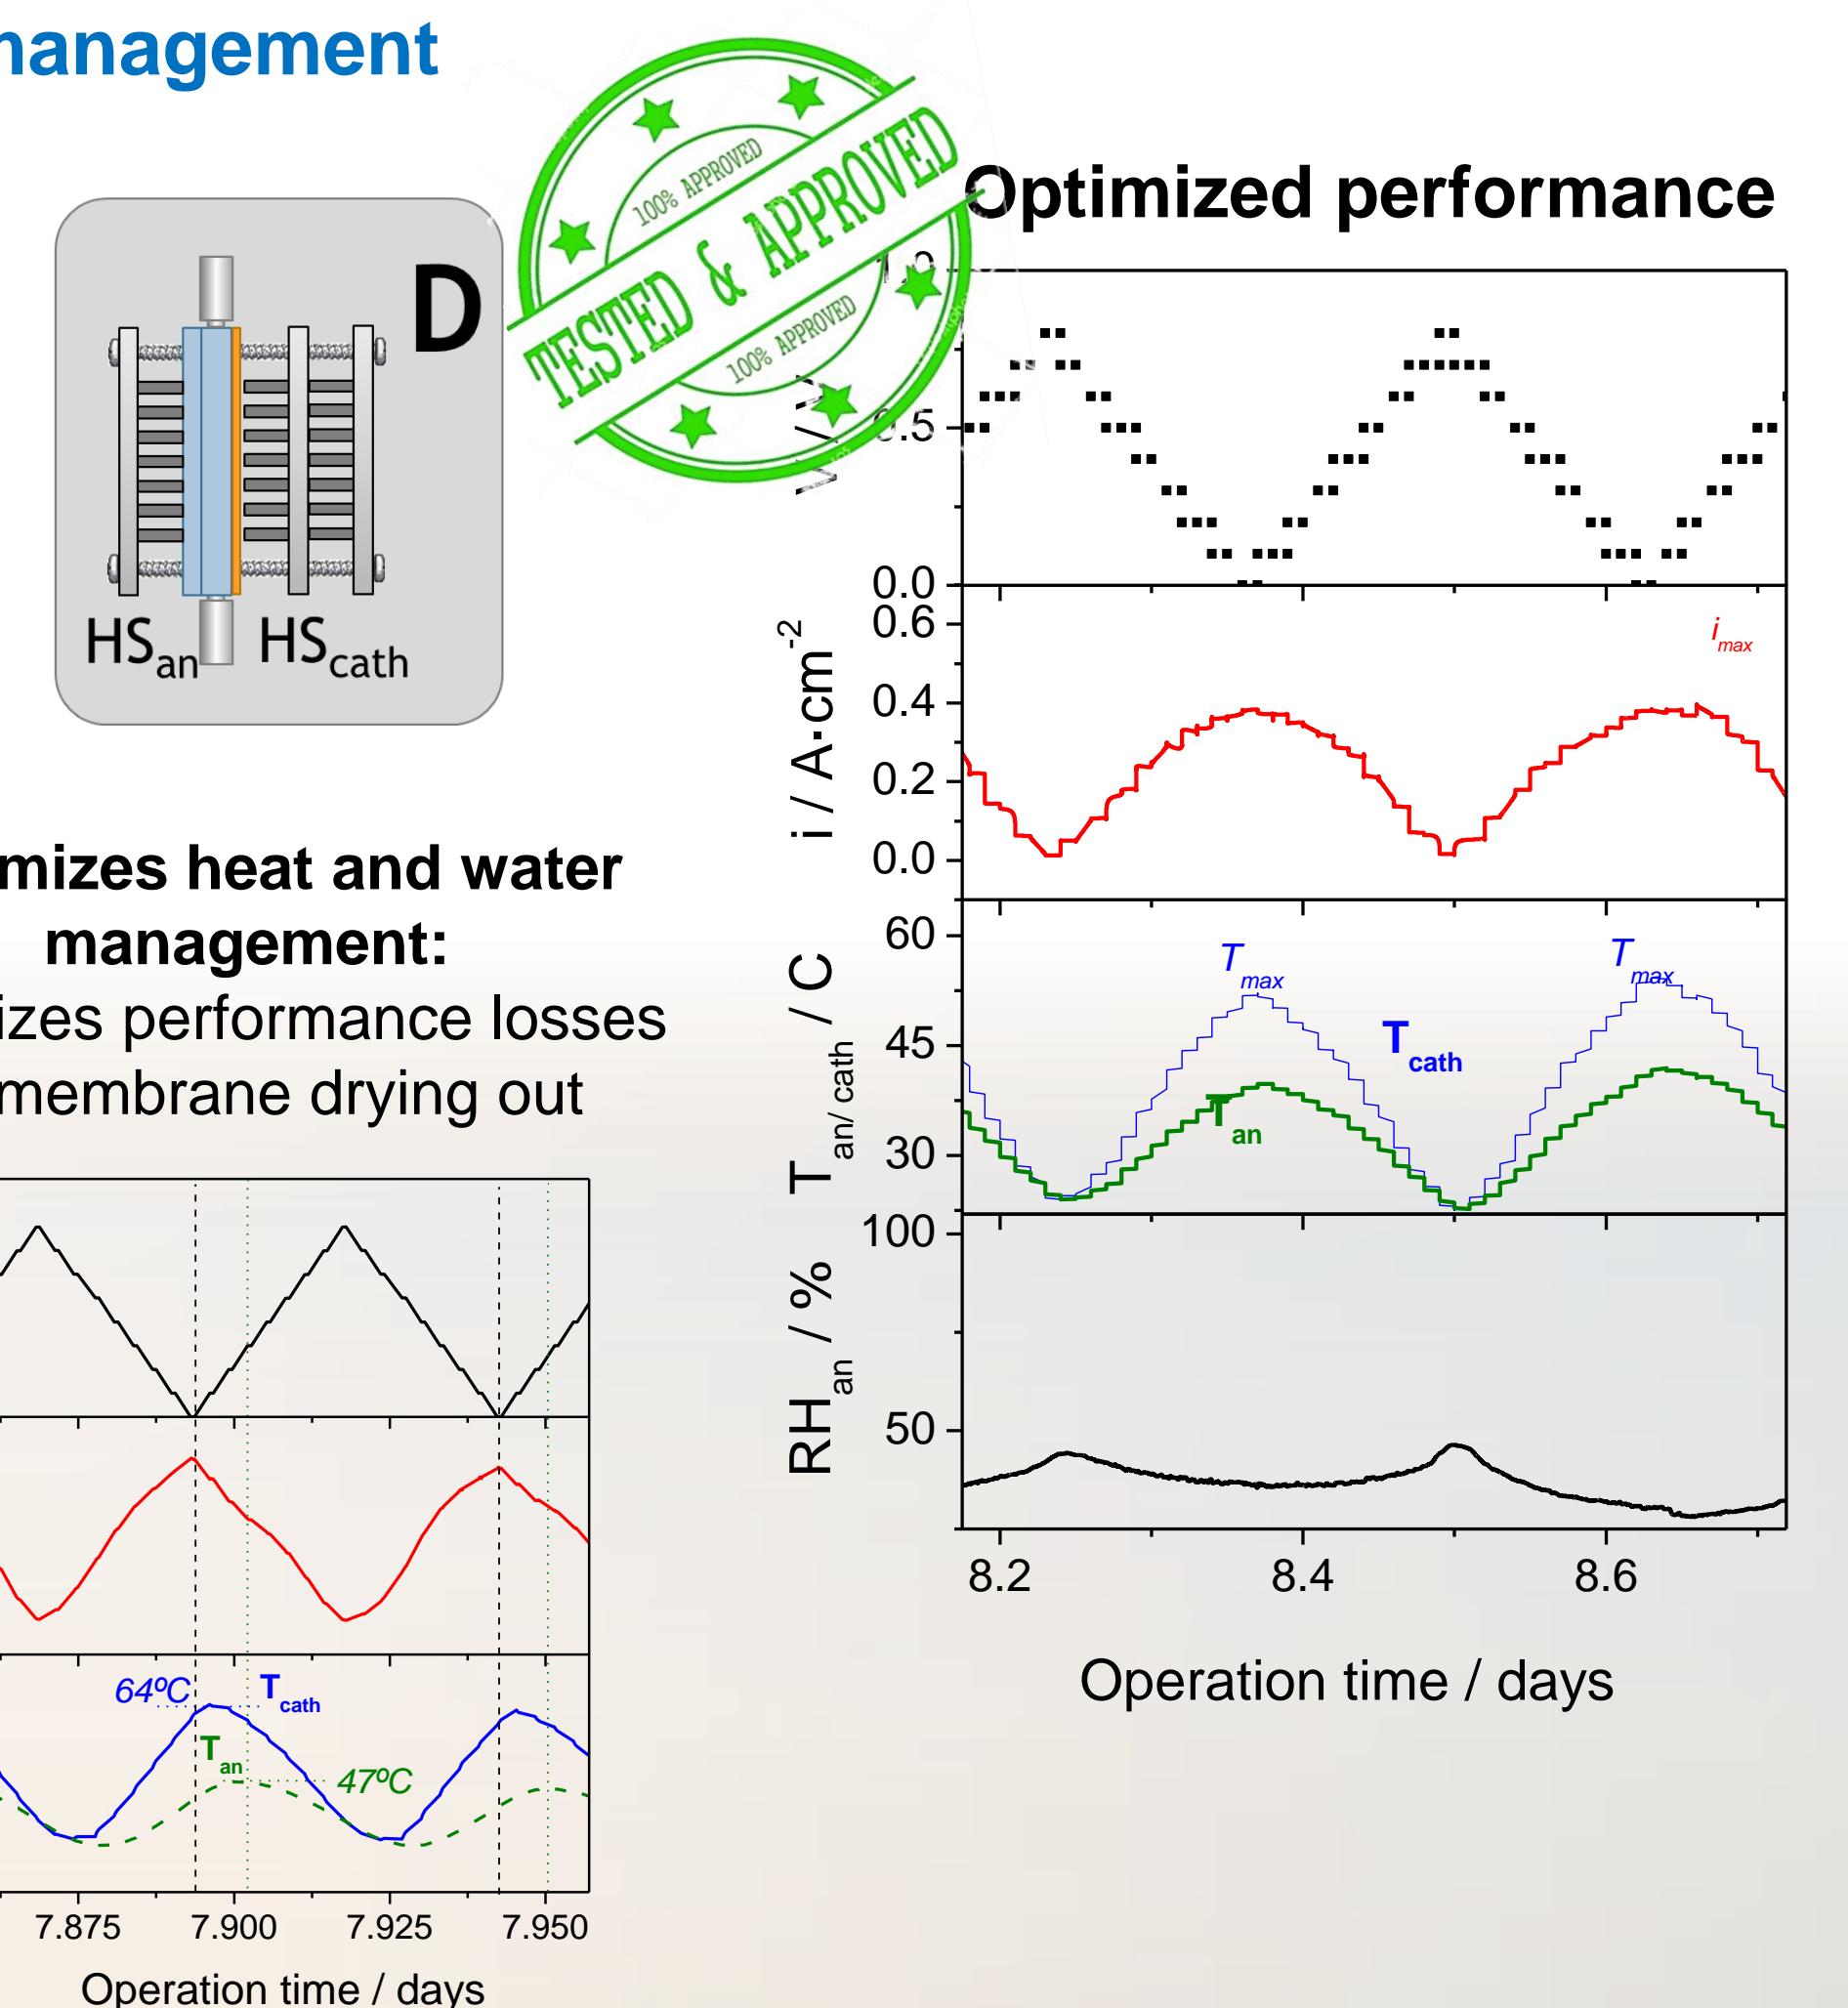 management
100% APPROVED
TESTED & APPROVED
100% APPROVED
D
HSan HScath
mizes heat and water
management:
izes performance losses
membrane drying out
64ºC
Tcath
Tan
47ºC
7.875 7.900 7.925 7.950
Operation time / days
Optimized performance
0.5
0.0
i / A·cm-2
0.6
0.4
0.2
0.0
imax
Tan/ cath / C
60
45
30
Tmax
Tmax
Tcath
Tan
RHan / %
100
50
8.2 8.4 8.6
Operation time / days